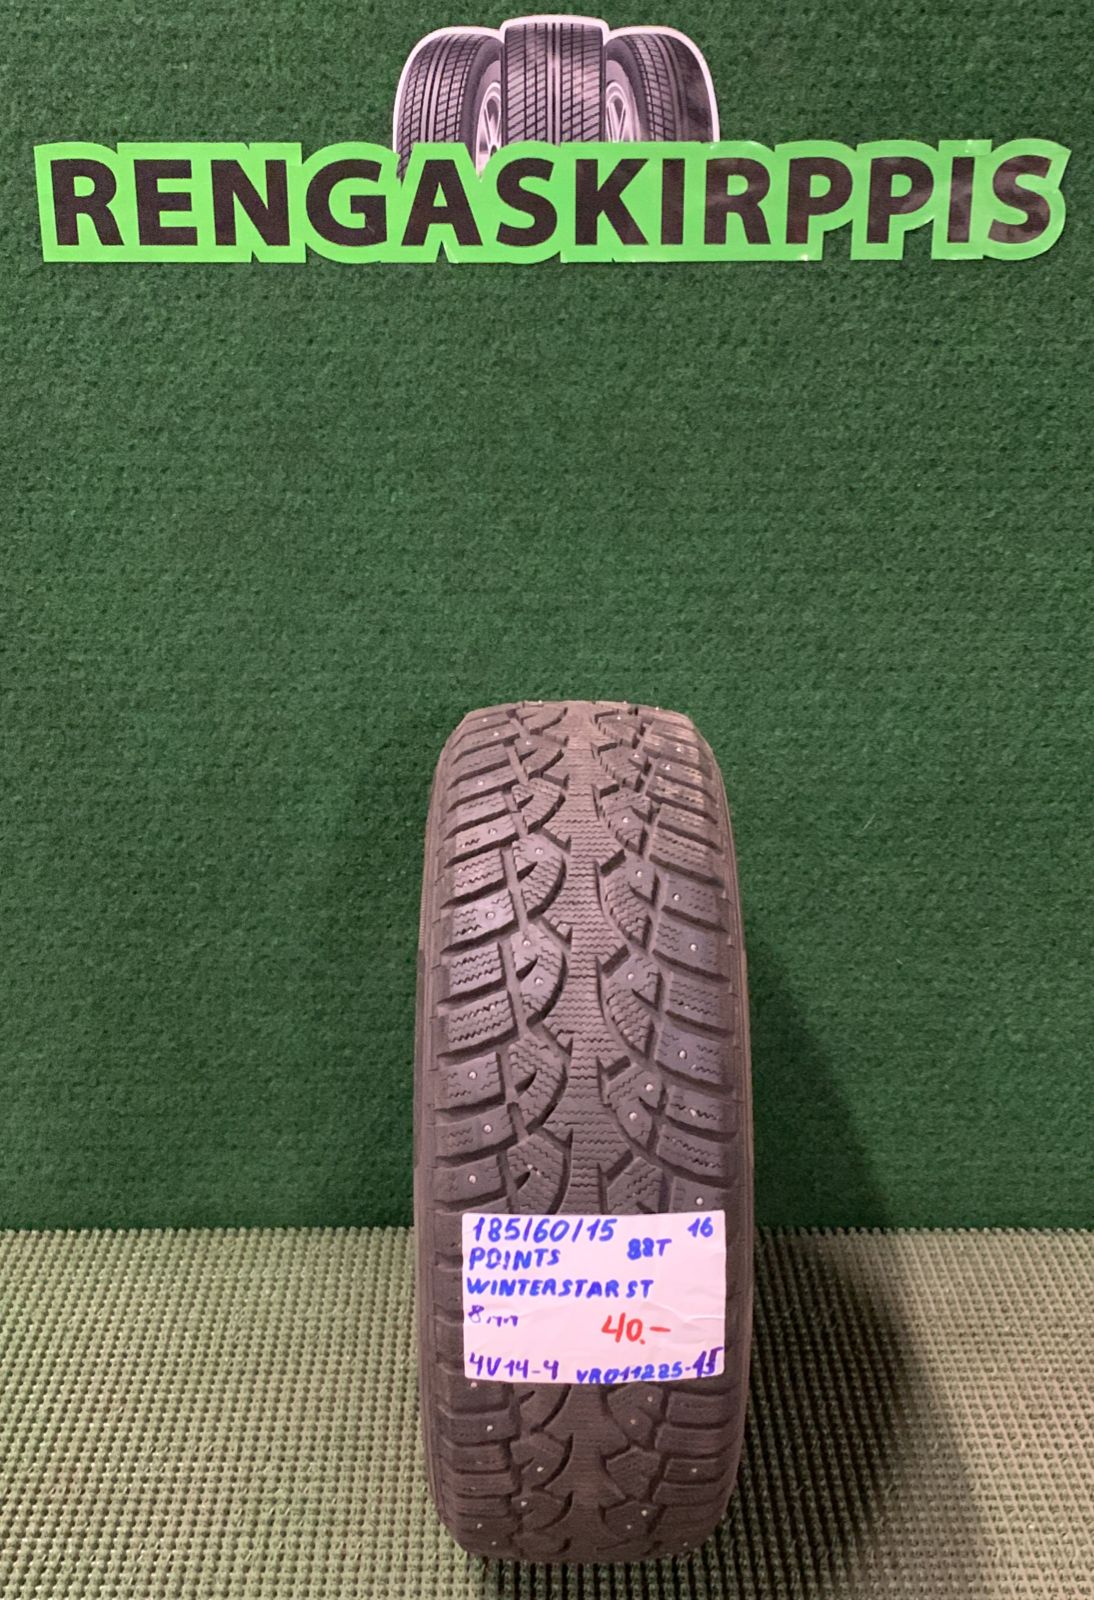 RENGASKIRPPIS
185/60/15 16
POINTS 88T
WINTERSTAR ST
8mm
40.-
4V14-4 VR011225-15